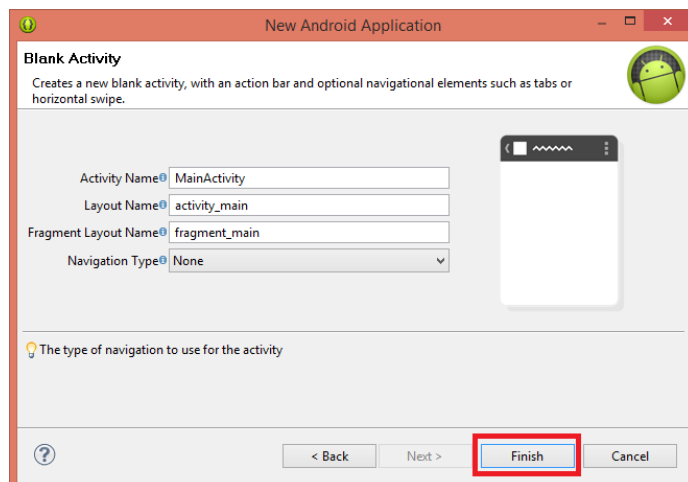 New Android Application
Blank Activity
Creates a new blank activity, with an action bar and optional navigational elements such as tabs or
horizontal swipe.
Activity Name MainActivity
Layout Name activity_main
Fragment Layout Name fragment_main
Navigation Type None
The type of navigation to use for the activity
< Back Next > Finish Cancel